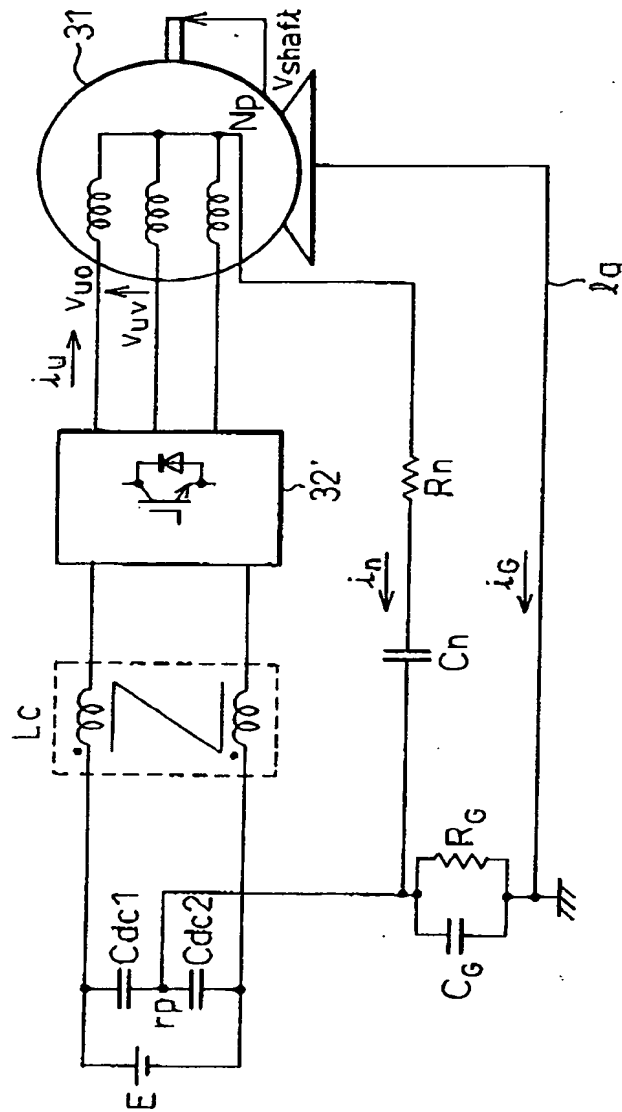 E
Cdc1
rp
Cdc2
Lc
32'
iu
Vuo
Vuv
31
Np
Vshaft
in
Rn
Cn
iG
CG
RG
ℓa